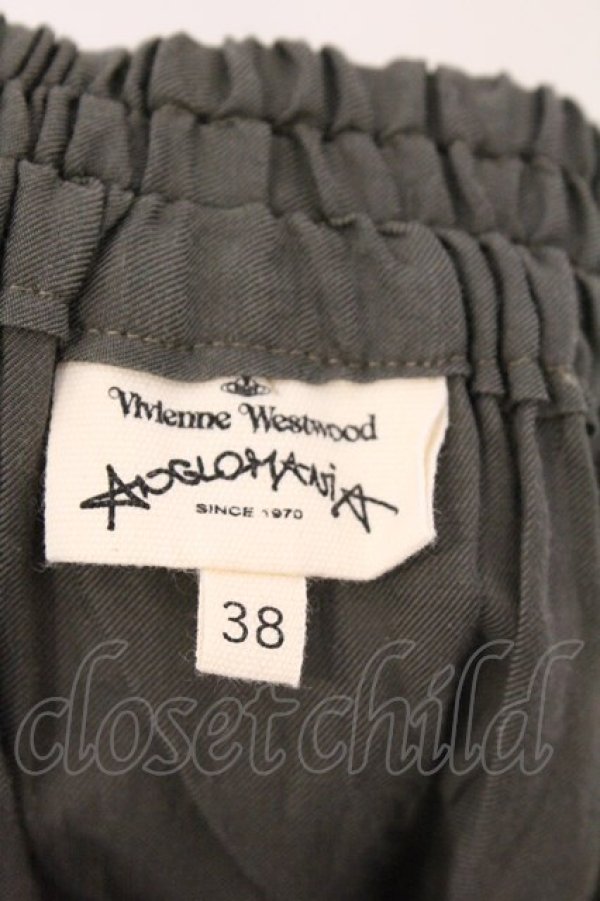 Vivienne Westwood
ANGLOMANiA
SINCE 1970
38
closetchild